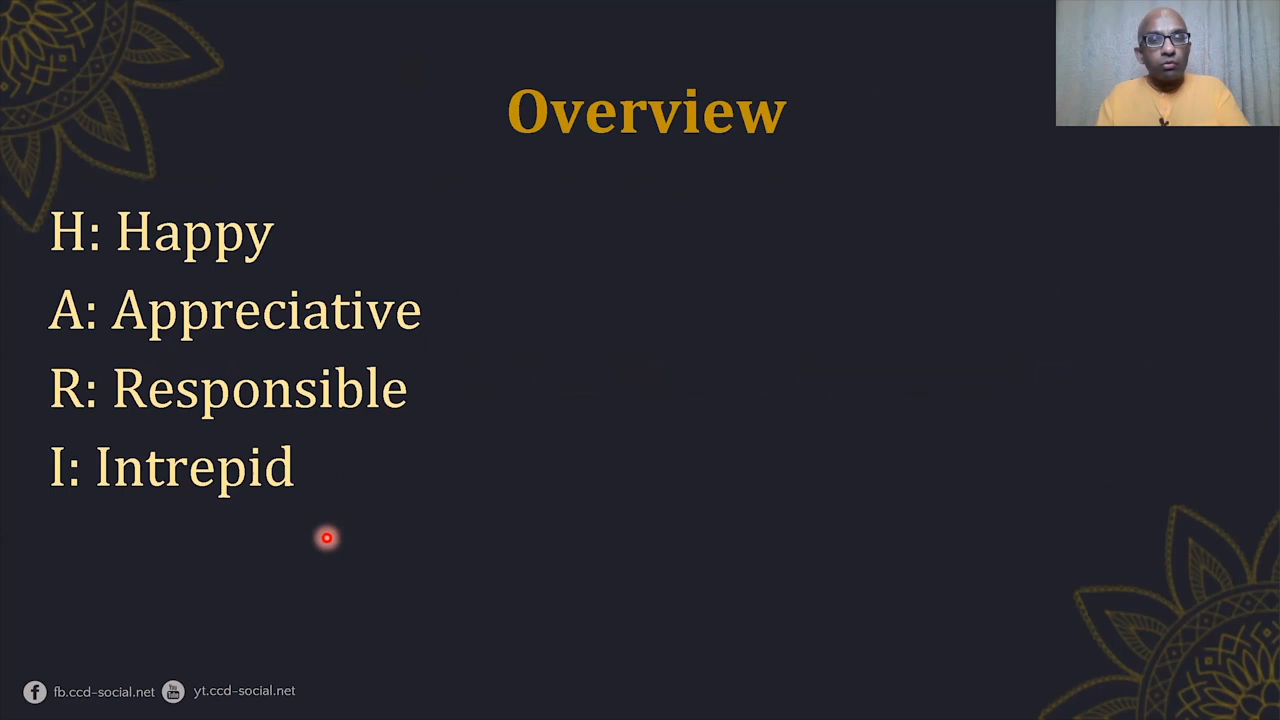 Overview
H: Happy
A: Appreciative
R: Responsible
I: Intrepid
fb.ccd-social.net yt.ccd-social.net